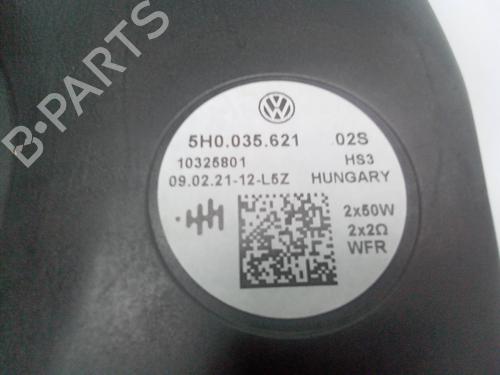 B-PARTS
5H0.035.621 02S
10325801 HS3
09.02.21-12-L5Z HUNGARY
2x50W
2x2Ω
WFR